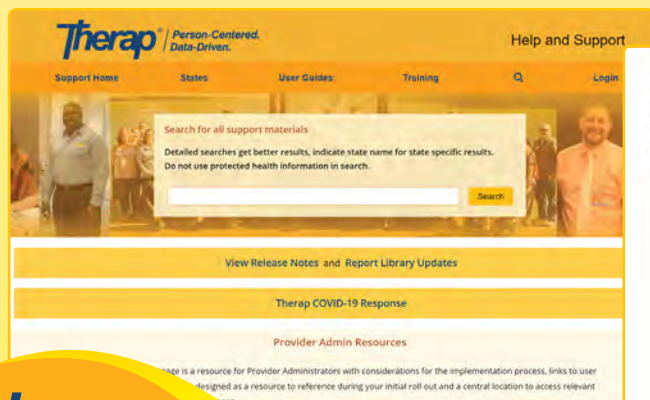 Therap® Person-Centered.
Data-Driven.
Help and Support
Support Home States User Guides Training Login
Search for all support materials
Detailed searches get better results, indicate state name for state specific results.
Do not use protected health information in search.
Search
View Release Notes and Report Library Updates
Therap COVID-19 Response
Provider Admin Resources
is a resource for Provider Administrators with considerations for the implementation process, links to user
designed as a resource to reference during your initial roll out and a central location to access relevant